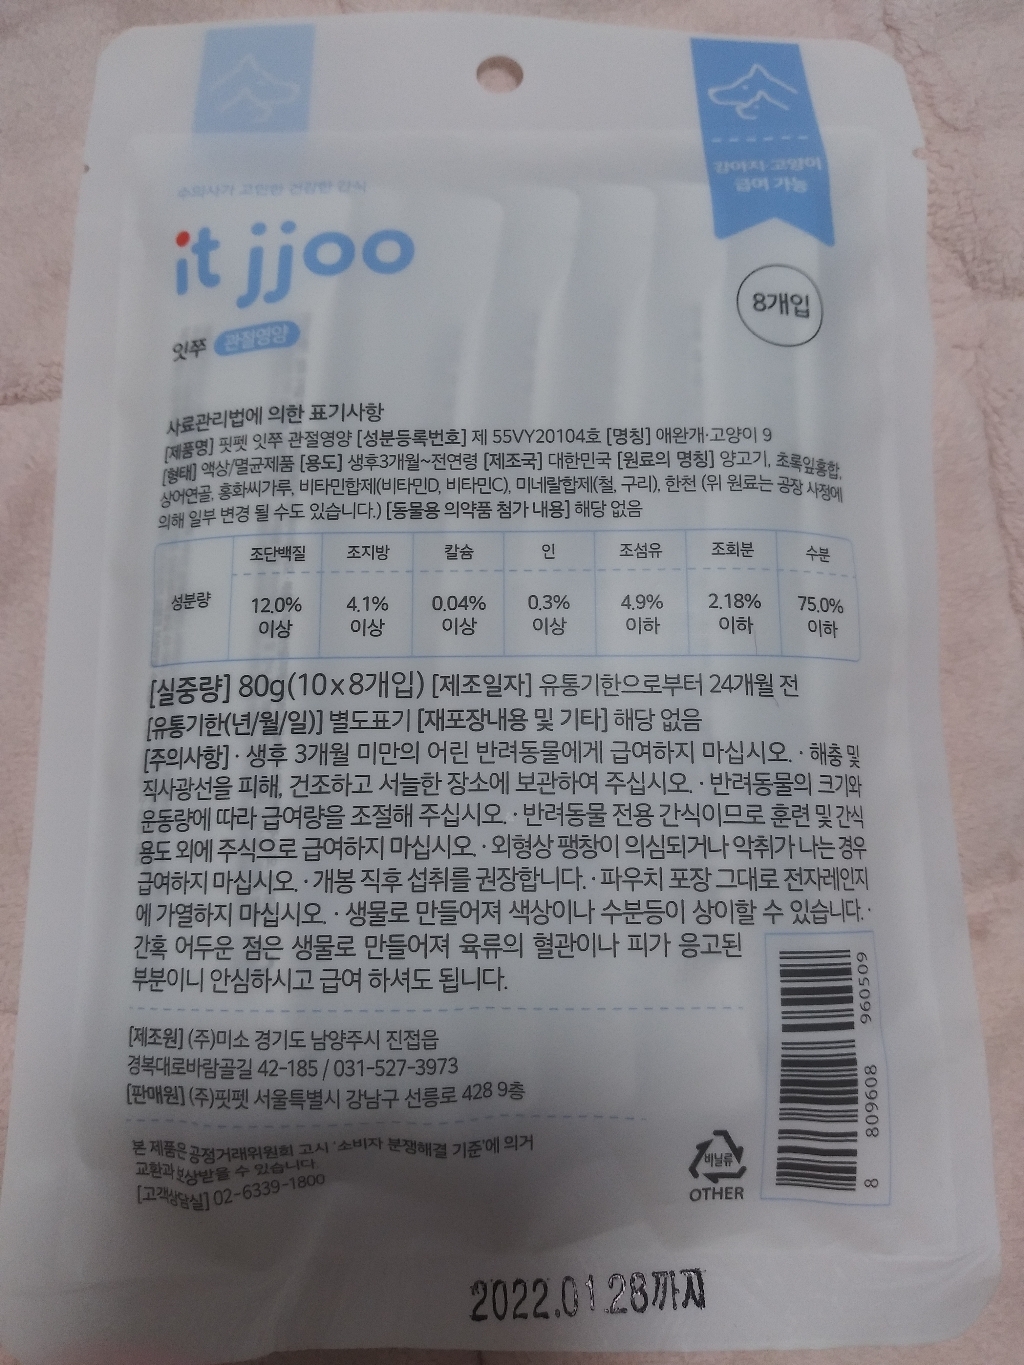 강아지·고양이
급여 가능
수의사가 고민한 건강한 간식
it jjoo
8개입
잇쭈 관절영양
사료관리법에 의한 표기사항
[제품명] 핏펫 잇쭈 관절영양 [성분등록번호] 제 55VY20104호 [명칭] 애완개·고양이 9
[형태] 액상/멸균제품 [용도] 생후3개월~전연령 [제조국] 대한민국 [원료의 명칭] 양고기, 초록잎홍합,
상어연골, 홍화씨가루, 비타민합제(비타민D, 비타민C), 미네랄합제(철, 구리), 한천 (위 원료는 공장 사정에
의해 일부 변경 될 수도 있습니다.) [동물용 의약품 첨가 내용] 해당 없음
조단백질 조지방 칼슘 인 조섬유 조회분 수분
성분량 12.0% 4.1% 0.04% 0.3% 4.9% 2.18% 75.0%
이상 이상 이상 이상 이하 이하 이하
[실중량] 80g(10x8개입) [제조일자] 유통기한으로부터 24개월 전
[유통기한(년/월/일)] 별도표기 [재포장내용 및 기타] 해당 없음
[주의사항] · 생후 3개월 미만의 어린 반려동물에게 급여하지 마십시오. · 해충 및
직사광선을 피해, 건조하고 서늘한 장소에 보관하여 주십시오. · 반려동물의 크기와
운동량에 따라 급여량을 조절해 주십시오. · 반려동물 전용 간식이므로 훈련 및 간식
용도 외에 주식으로 급여하지 마십시오. · 외형상 팽창이 의심되거나 악취가 나는 경우
급여하지 마십시오. · 개봉 직후 섭취를 권장합니다. · 파우치 포장 그대로 전자레인지
에 가열하지 마십시오. · 생물로 만들어져 색상이나 수분등이 상이할 수 있습니다. ·
간혹 어두운 점은 생물로 만들어져 육류의 혈관이나 피가 응고된
부분이니 안심하시고 급여 하셔도 됩니다.
[제조원] (주)미소 경기도 남양주시 진접읍
경복대로바람골길 42-185 / 031-527-3973
[판매원] (주)핏펫 서울특별시 강남구 선릉로 428 9층
본 제품은 공정거래위원회 고시 '소비자 분쟁해결 기준'에 의거
교환과 보상받을 수 있습니다.
[고객상담실] 02-6339-1800
비닐류
OTHER
8 809608 960509
2022.01.28까지